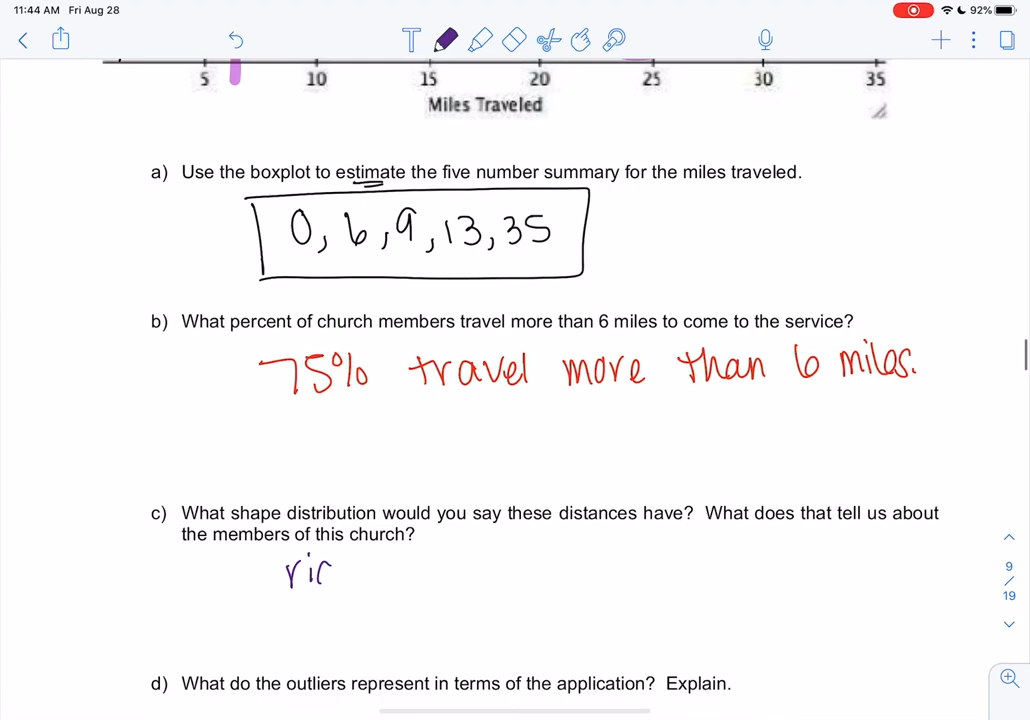 11:44 AM Fri Aug 28
92%
T
5 10 15 20 25 30 35
Miles Traveled
a) Use the boxplot to estimate the five number summary for the miles traveled.
0, 6, 9, 13, 35
b) What percent of church members travel more than 6 miles to come to the service?
75% travel more than 6 miles.
c) What shape distribution would you say these distances have? What does that tell us about
the members of this church?
ric
9
/
19
d) What do the outliers represent in terms of the application? Explain.